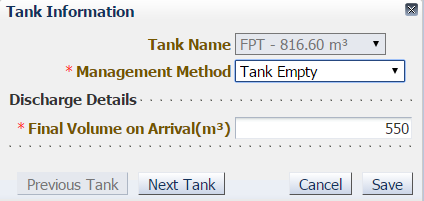 Tank Information
Tank Name FPT - 816.60 m³
* Management Method Tank Empty
Discharge Details
* Final Volume on Arrival(m³) 550
Previous Tank Next Tank Cancel Save